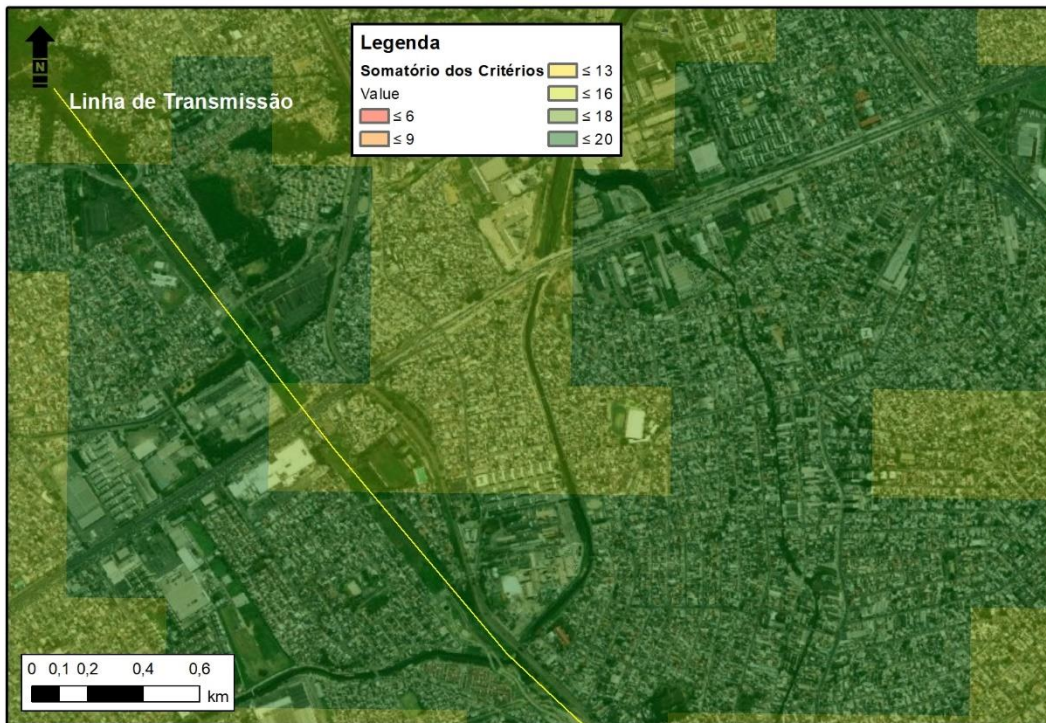 N
Linha de Transmissão
Legenda
Somatório dos Critérios
Value
≤ 6
≤ 9
≤ 13
≤ 16
≤ 18
≤ 20
0 0,1 0,2 0,4 0,6
km